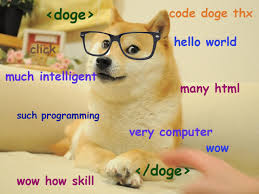 <doge>
code doge thx
hello world
click
much intelligent
many html
such programming
very computer
wow
</doge>
wow how skill